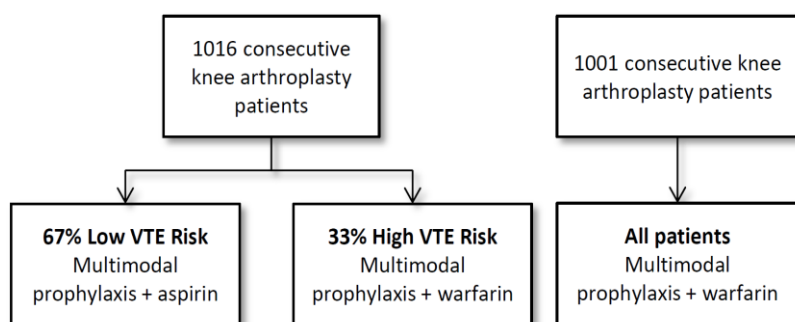 1016 consecutive
knee arthroplasty
patients
1001 consecutive knee
arthroplasty patients
67% Low VTE Risk
Multimodal
prophylaxis + aspirin
33% High VTE Risk
Multimodal
prophylaxis + warfarin
All patients
Multimodal
prophylaxis + warfarin